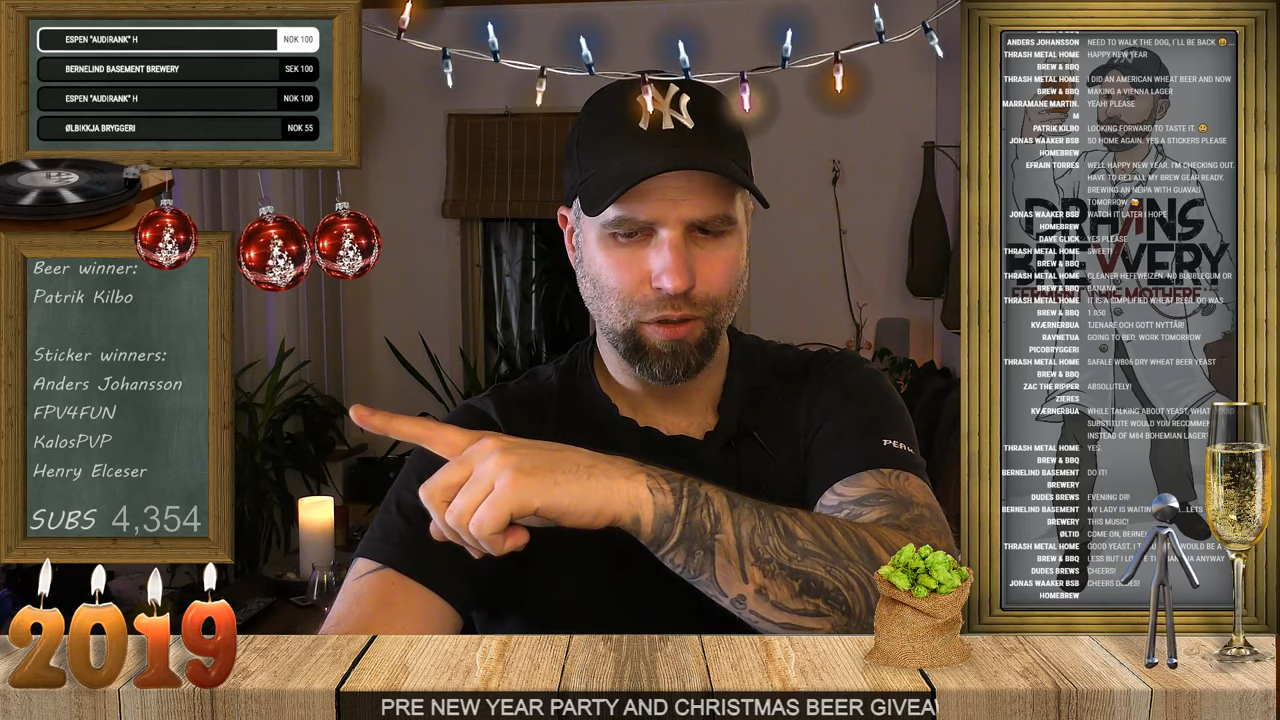 ESPEN "AUDIRANK" H NOK 100
BERNELIND BASEMENT BREWERY SEK 100
ESPEN "AUDIRANK" H NOK 100
ØLBIKKJA BRYGGERI NOK 55
Beer winner:
Patrik Kilbo
Sticker winners:
Anders Johansson
FPV4FUN
KalosPVP
Henry Elceser
SUBS 4,354
2019
NY
PEAK
ANDERS JOHANSSON NEED TO WALK THE DOG, I'LL BE BACK
THRASH METAL HOME HAPPY NEW YEAR
BREW & BBQ
THRASH METAL HOME I DID AN AMERICAN WHEAT BEER AND NOW
BREW & BBQ MAKING A VIENNA LAGER
MARRAMANE MARTIN. YEAH! PLEASE
M
PATRIK KILBO LOOKING FORWARD TO TASTE IT
JONAS WAAKER BSB SO HOME AGAIN. YES A STICKERS PLEASE
HOMEBREW
EFRAIN TORRES WELL HAPPY NEW YEAR. I'M CHECKING OUT.
HAVE TO GET ALL MY BREW GEAR READY.
BREWING AN NEIPA WITH GUAVAS
TOMORROW
JONAS WAAKER BSB WATCH IT LATER I HOPE
HOMEBREW
DAVE GLICK YES PLEASE
THRASH METAL HOME SWEET!
BREW & BBQ
THRASH METAL HOME CLEANER HEFEWEIZEN. NO BUBBLEGUM OR
BREW & BBQ BANANA
THRASH METAL HOME IT IS A SIMPLIFIED WHEAT BEER. OG WAS
BREW & BBQ 1.050
KVÆRNERBUA TJENARE OCH GOTT NYTTÅR!
RAVNETUA GOING TO BED. WORK TOMORROW
PICOBRYGGERI
THRASH METAL HOME SAFALE WB06 DRY WHEAT BEER YEAST
BREW & BBQ
ZAC THE RIPPER ABSOLUTELY!
ZIERES
KVÆRNERBUA WHILE TALKING ABOUT YEAST. WHAT
SUBSTITUTE WOULD YOU RECOMMEN
INSTEAD OF M84 BOHEMIAN LAGER?
THRASH METAL HOME YES.
BREW & BBQ
BERNELIND BASEMENT DO IT!
BREWERY
DUDES BREWS EVENING DR!
BERNELIND BASEMENT MY LADY IS WAITIN ...LETS
BREWERY THIS MUSIC!
ØLTID COME ON, BERNE
THRASH METAL HOME GOOD YEAST. I WOULD BE A
BREW & BBQ LESS BUT I LO ANYWAY
DUDES BREWS CHEERS!
JONAS WAAKER BSB CHEERS DUDES!
HOMEBREW
DR HANS
BREWERY
PRE NEW YEAR PARTY AND CHRISTMAS BEER GIVEA